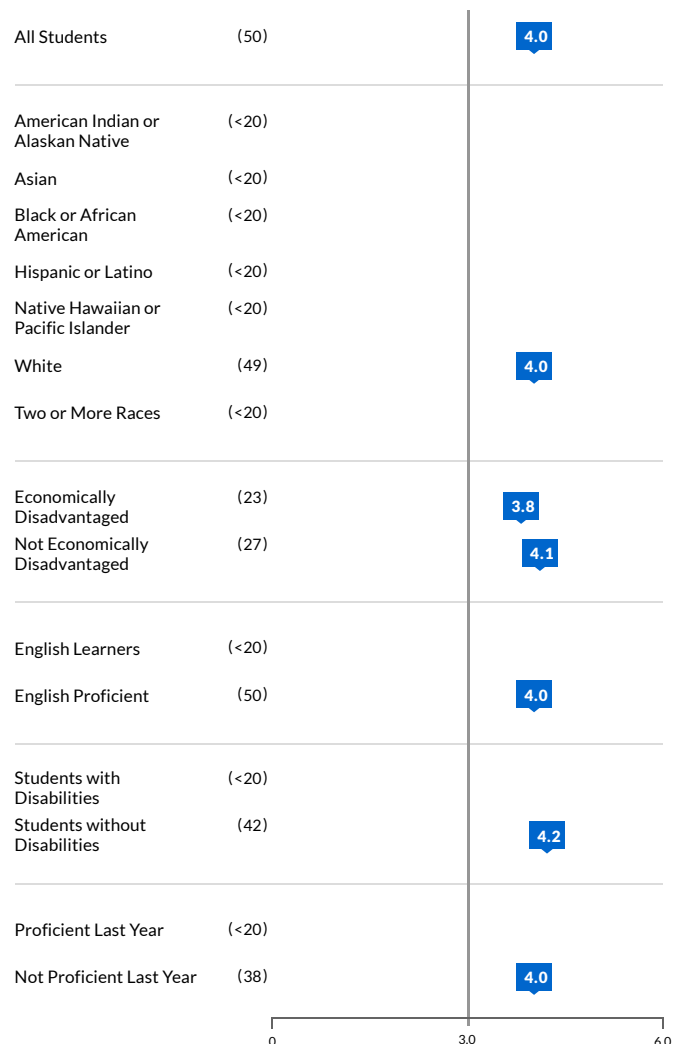 All Students (50) 4.0
American Indian or (<20)
Alaskan Native
Asian (<20)
Black or African (<20)
American
Hispanic or Latino (<20)
Native Hawaiian or (<20)
Pacific Islander
White (49) 4.0
Two or More Races (<20)
Economically (23) 3.8
Disadvantaged
Not Economically (27) 4.1
Disadvantaged
English Learners (<20)
English Proficient (50) 4.0
Students with (<20)
Disabilities
Students without (42) 4.2
Disabilities
Proficient Last Year (<20)
Not Proficient Last Year (38) 4.0
0 3.0 6.0